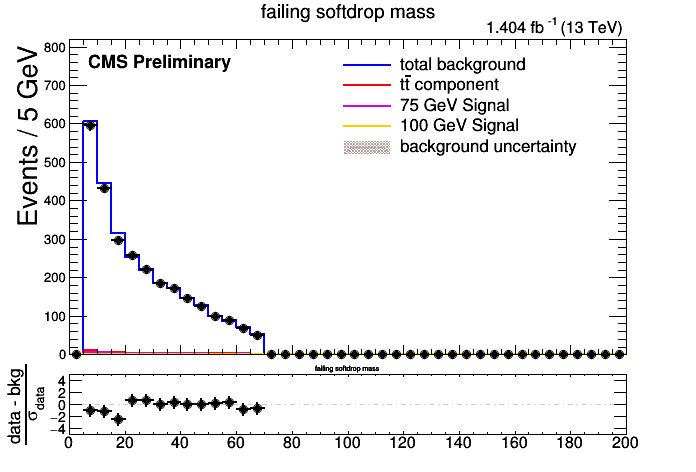 failing softdrop mass
1.404 fb⁻¹ (13 TeV)
CMS Preliminary
total background
tt̄ component
75 GeV Signal
100 GeV Signal
background uncertainty
Events / 5 GeV
800
700
600
500
400
300
200
100
0
failing softdrop mass
data - bkg
σ_data
4
2
0
−2
−4
0 20 40 60 80 100 120 140 160 180 200